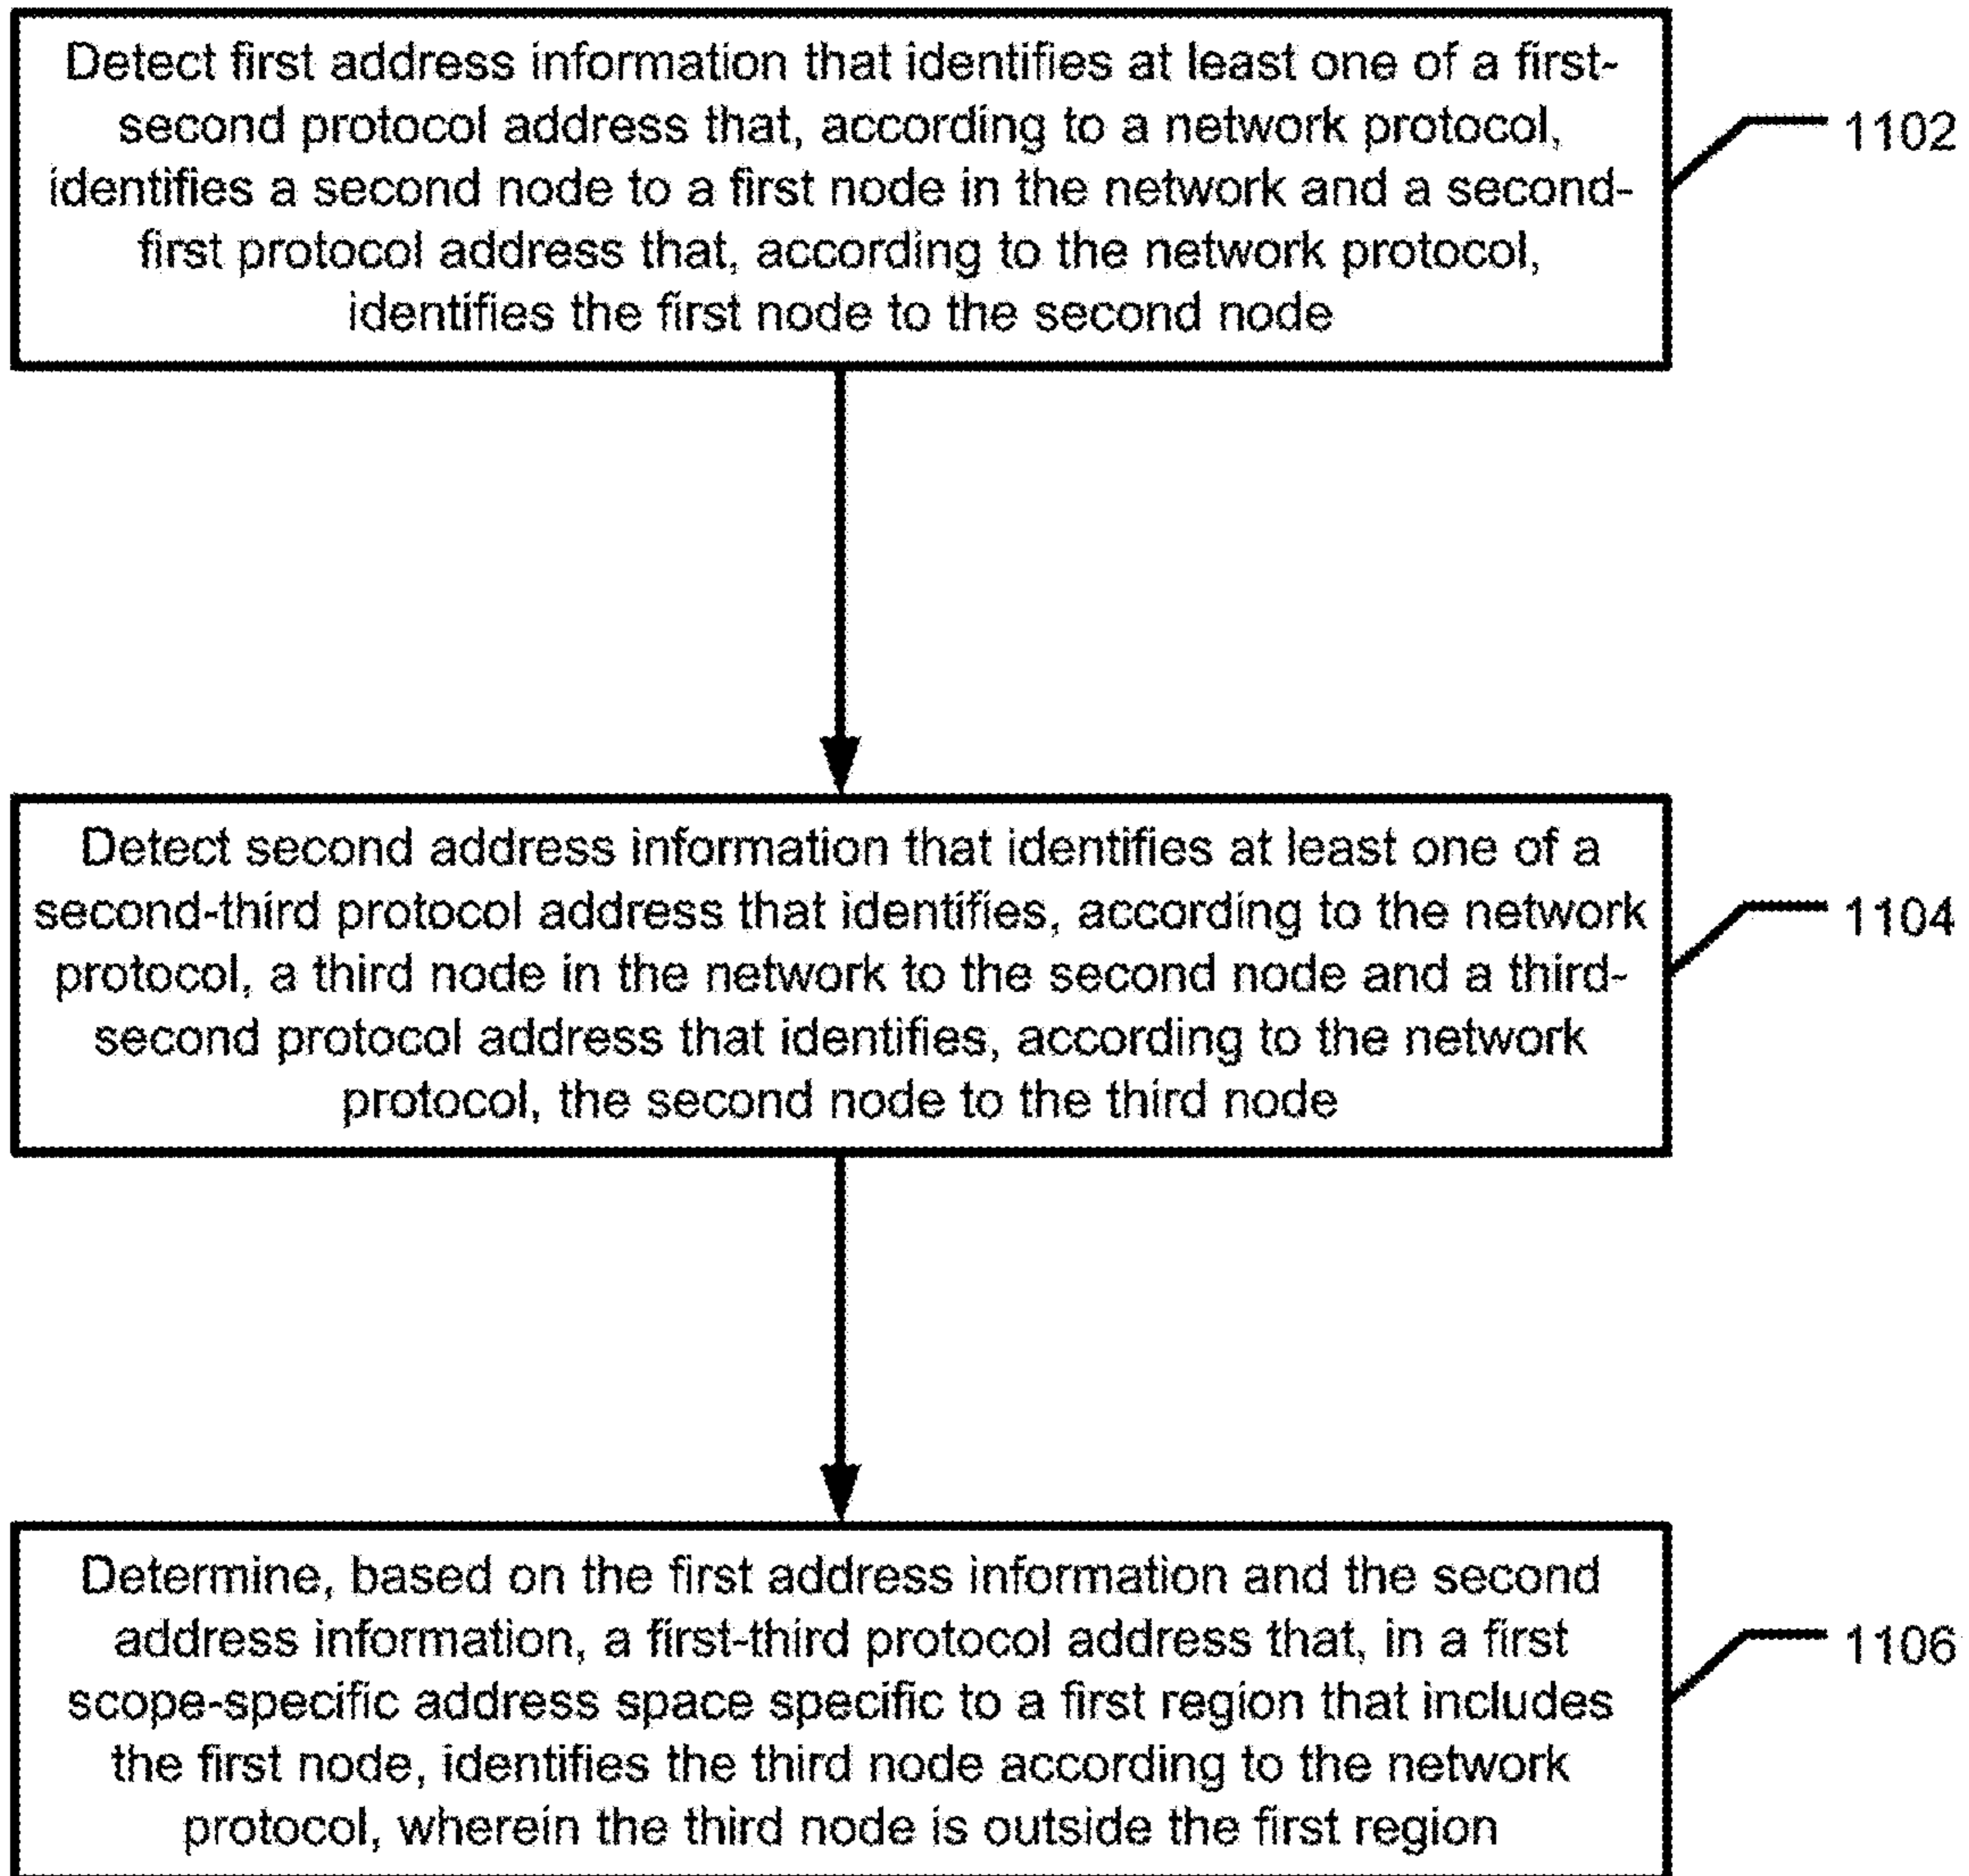 Detect first address information that identifies at least one of a first-
second protocol address that, according to a network protocol,
identifies a second node to a first node in the network and a second-
first protocol address that, according to the network protocol,
identifies the first node to the second node
1102
Detect second address information that identifies at least one of a
second-third protocol address that identifies, according to the network
protocol, a third node in the network to the second node and a third-
second protocol address that identifies, according to the network
protocol, the second node to the third node
1104
Determine, based on the first address information and the second
address information, a first-third protocol address that, in a first
scope-specific address space specific to a first region that includes
the first node, identifies the third node according to the network
protocol, wherein the third node is outside the first region
1106